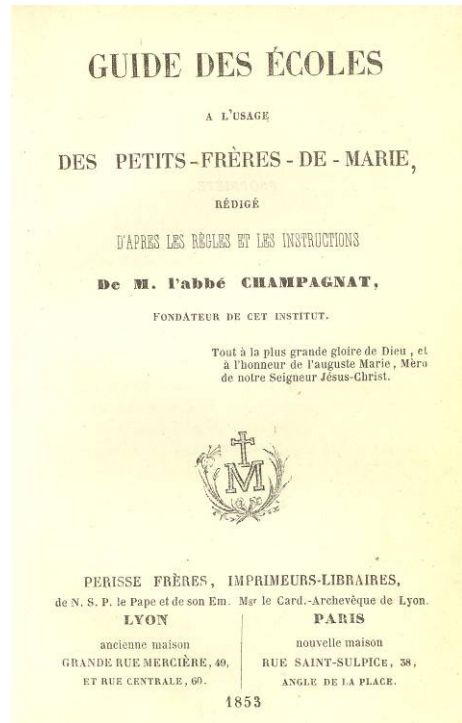 GUIDE DES ÉCOLES
A L'USAGE
DES PETITS-FRÈRES-DE-MARIE,
RÉDIGÉ
D'APRES LES RÈGLES ET LES INSTRUCTIONS
De M. l'abbé CHAMPAGNAT,
FONDATEUR DE CET INSTITUT.
Tout à la plus grande gloire de Dieu, et
à l'honneur de l'auguste Marie, Mère
de notre Seigneur Jésus-Christ.
M
PERISSE FRÈRES, IMPRIMEURS-LIBRAIRES,
de N. S. P. le Pape et de son Em. Mgr le Card.-Archevêque de Lyon.
LYON
ancienne maison
GRANDE RUE MERCIÈRE, 49,
ET RUE CENTRALE, 60.
PARIS
nouvelle maison
RUE SAINT-SULPICE, 38,
ANGLE DE LA PLACE.
1853